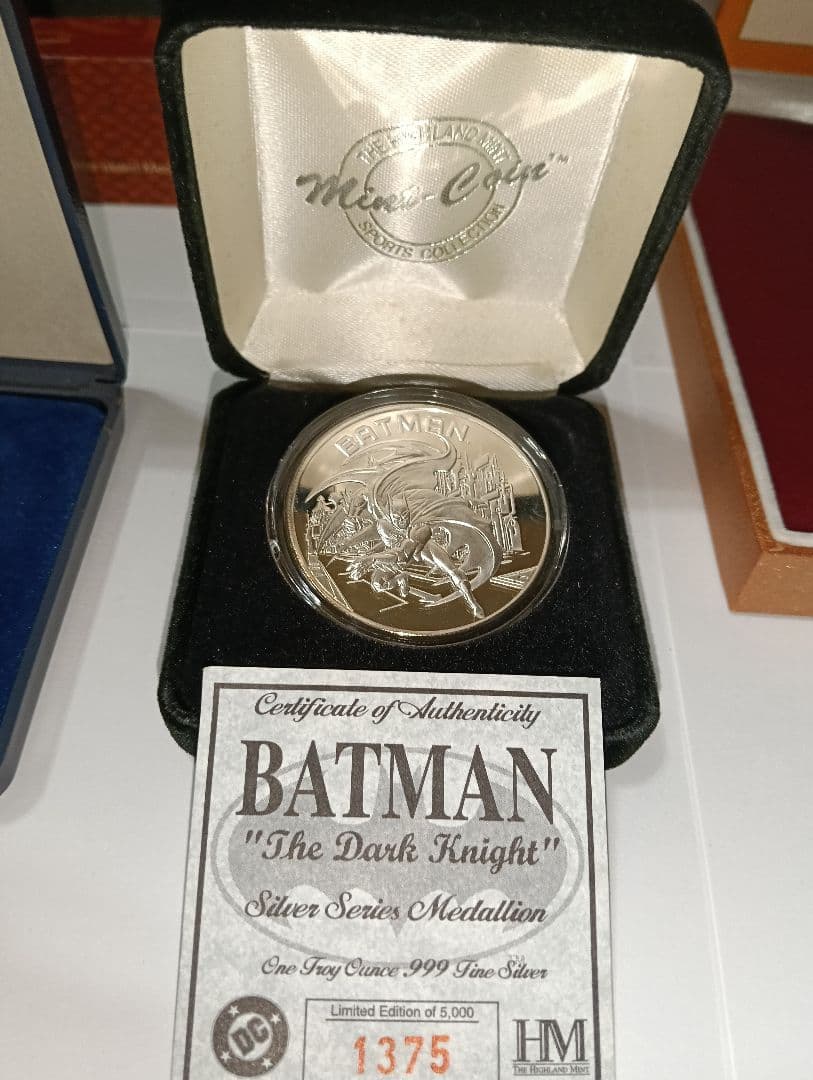 THE HIGHLAND MINT
Mint-Coin™
SPORTS COLLECTION
BATMAN
Certificate of Authenticity
BATMAN
"The Dark Knight"
Silver Series Medallion
One Troy Ounce .999 Fine Silver
DC
Limited Edition of 5,000
1375
HM
THE HIGHLAND MINT